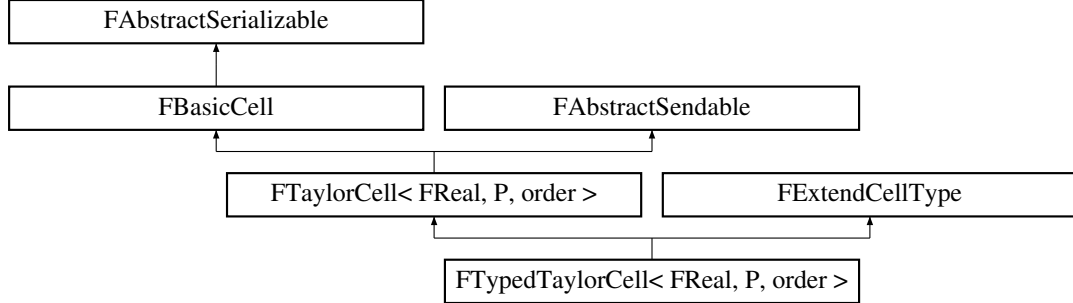 FAbstractSerializable
FBasicCell
FAbstractSendable
FTaylorCell< FReal, P, order >
FExtendCellType
FTypedTaylorCell< FReal, P, order >